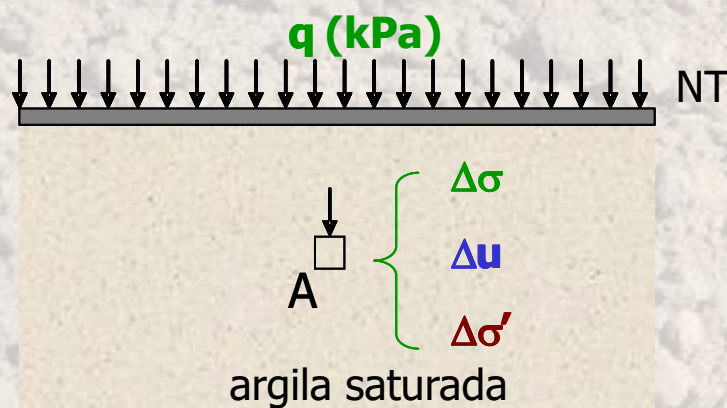 q (kPa)
NT
Δσ
Δu
A
Δσ′
argila saturada